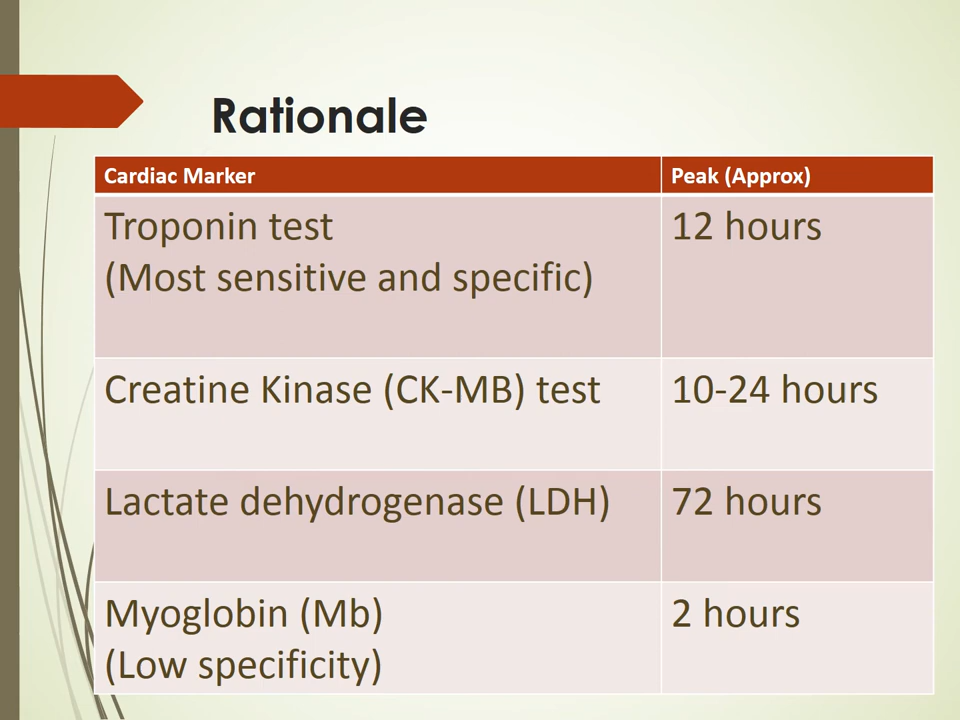 Rationale
Cardiac Marker Peak (Approx)
Troponin test 12 hours
(Most sensitive and specific)
Creatine Kinase (CK-MB) test 10-24 hours
Lactate dehydrogenase (LDH) 72 hours
Myoglobin (Mb) 2 hours
(Low specificity)